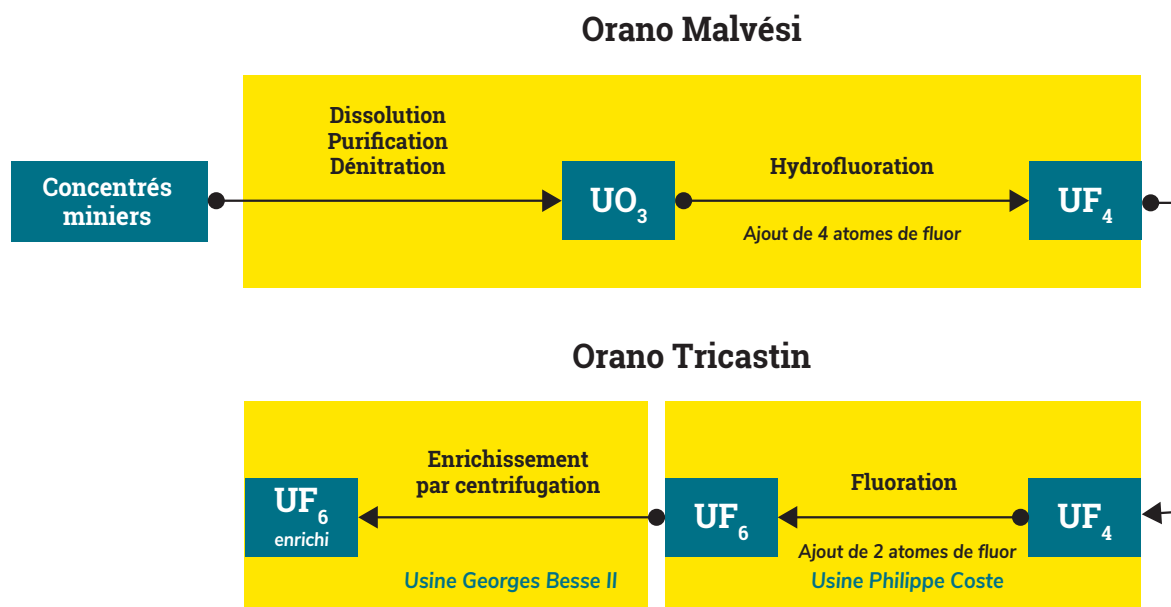 Orano Malvési
Dissolution
Purification
Dénitration
Concentrés
miniers
UO₃
Hydrofluoration
Ajout de 4 atomes de fluor
UF₄
Orano Tricastin
Enrichissement
par centrifugation
UF₆
enrichi
Usine Georges Besse II
UF₆
Fluoration
Ajout de 2 atomes de fluor
Usine Philippe Coste
UF₄